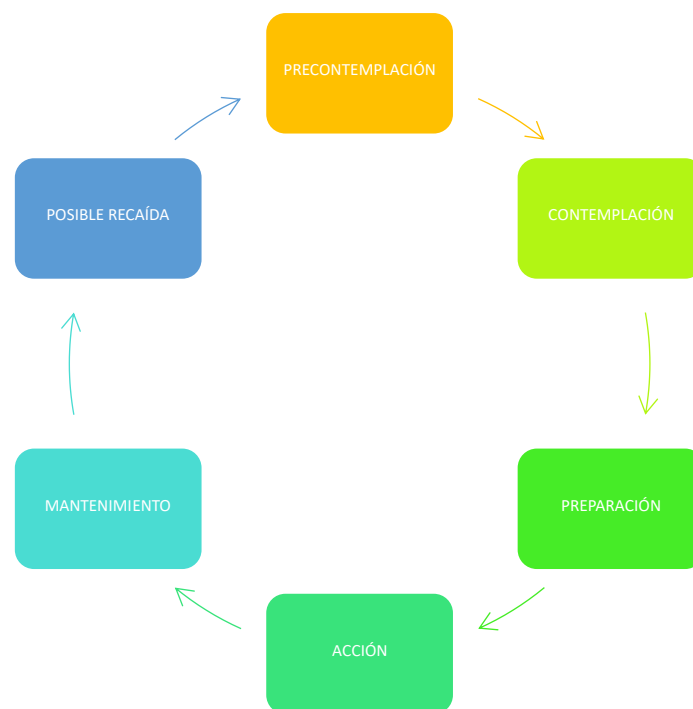 PRECONTEMPLACIÓN
CONTEMPLACIÓN
PREPARACIÓN
ACCIÓN
MANTENIMIENTO
POSIBLE RECAÍDA